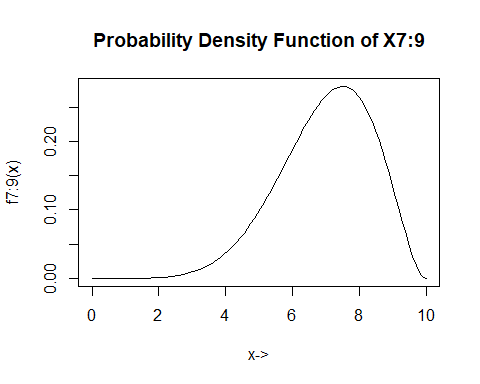 Probability Density Function of X7:9
f7:9(x)
0.20
0.10
0.00
0 2 4 6 8 10
x->